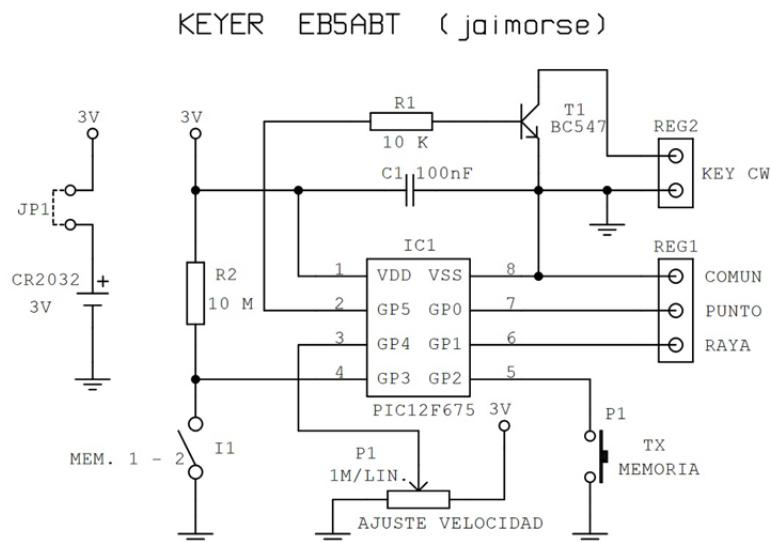 KEYER EB5ABT (jaimorse)
3V
JP1
CR2032 +
3V
3V
R1
10 K
T1
BC547
C1 100nF
REG2
KEY CW
R2
10 M
IC1
1 VDD VSS 8
2 GP5 GP0 7
3 GP4 GP1 6
4 GP3 GP2 5
PIC12F675
REG1
COMUN
PUNTO
RAYA
I1
MEM. 1 - 2
P1
1M/LIN.
3V
AJUSTE VELOCIDAD
P1
TX
MEMORIA